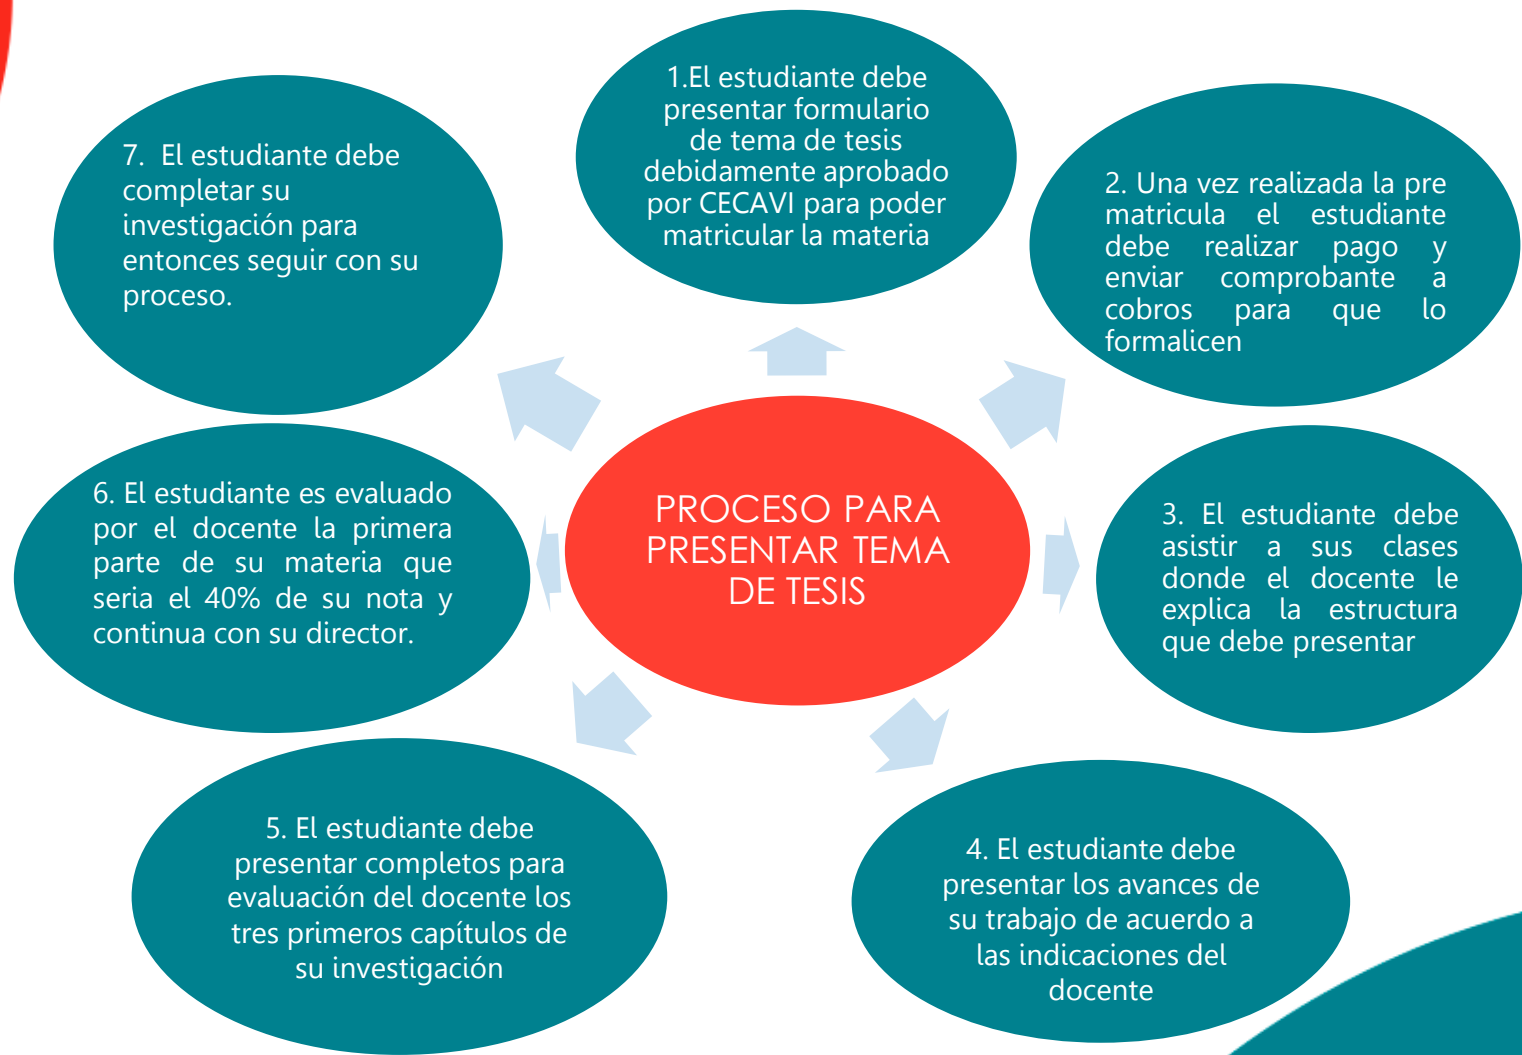 1.El estudiante debe
presentar formulario
de tema de tesis
debidamente aprobado
por CECAVI para poder
matricular la materia
2. Una vez realizada la pre
matricula el estudiante
debe realizar pago y
enviar comprobante a
cobros para que lo
formalicen
3. El estudiante debe
asistir a sus clases
donde el docente le
explica la estructura
que debe presentar
4. El estudiante debe
presentar los avances de
su trabajo de acuerdo a
las indicaciones del
docente
5. El estudiante debe
presentar completos para
evaluación del docente los
tres primeros capítulos de
su investigación
6. El estudiante es evaluado
por el docente la primera
parte de su materia que
seria el 40% de su nota y
continua con su director.
7. El estudiante debe
completar su
investigación para
entonces seguir con su
proceso.
PROCESO PARA
PRESENTAR TEMA
DE TESIS